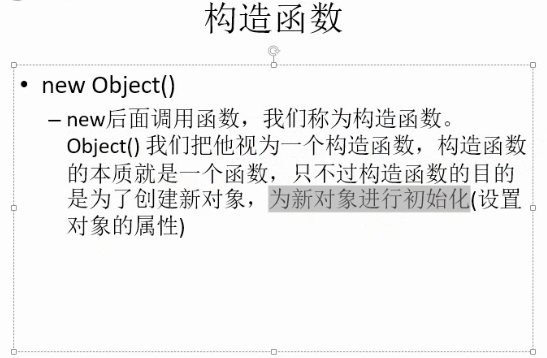 构造函数
• new Object()
– new后面调用函数，我们称为构造函数。
Object() 我们把他视为一个构造函数，构造函数
的本质就是一个函数，只不过构造函数的目的
是为了创建新对象，为新对象进行初始化(设置
对象的属性)